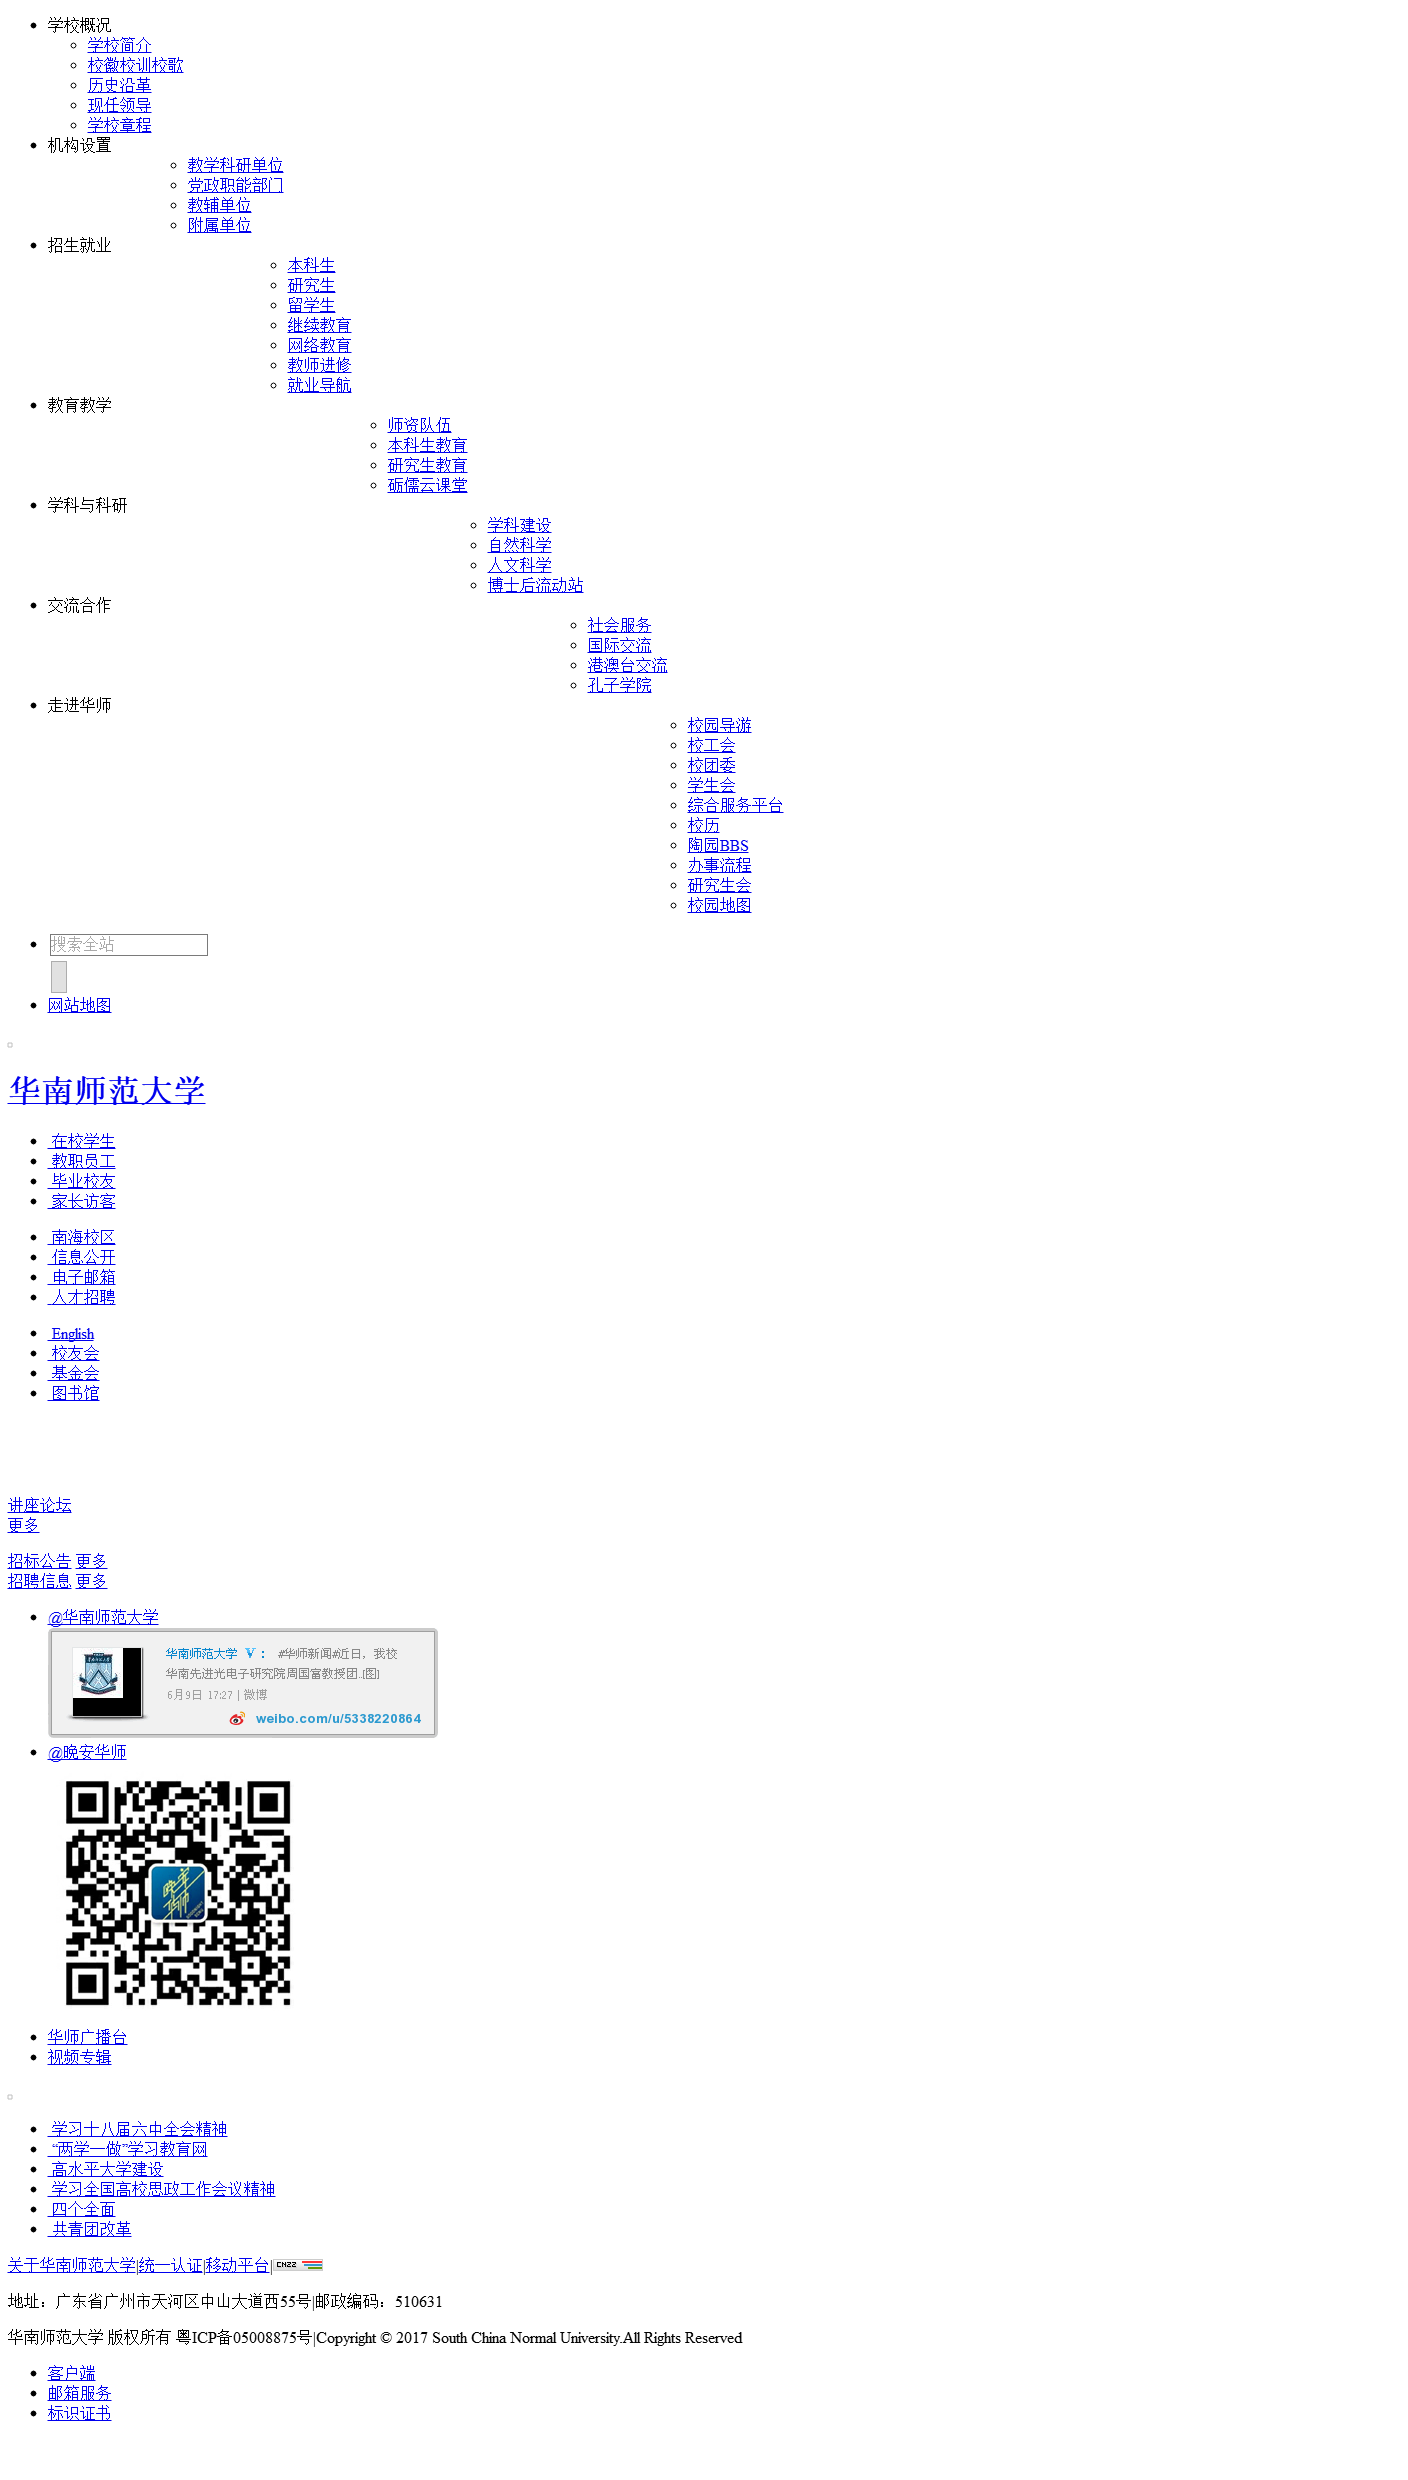 学校概况
学校简介
校徽校训校歌
历史沿革
现任领导
学校章程
机构设置
教学科研单位
党政职能部门
教辅单位
附属单位
招生就业
本科生
研究生
留学生
继续教育
网络教育
教师进修
就业导航
教育教学
师资队伍
本科生教育
研究生教育
砺儒云课堂
学科与科研
学科建设
自然科学
人文科学
博士后流动站
交流合作
社会服务
国际交流
港澳台交流
孔子学院
走进华师
校园导游
校工会
校团委
学生会
综合服务平台
校历
陶园BBS
办事流程
研究生会
校园地图
搜索全站
网站地图
华南师范大学
在校学生
教职员工
毕业校友
家长访客
南海校区
信息公开
电子邮箱
人才招聘
English
校友会
基金会
图书馆
讲座论坛
更多
招标公告 更多
招聘信息 更多
@华南师范大学
华南师范大学 V： #华师新闻#近日，我校
华南先进光电子研究院周国富教授团..[图]
6月9日 17:27 | 微博
weibo.com/u/5338220864
@晚安华师
华师广播台
视频专辑
学习十八届六中全会精神
“两学一做”学习教育网
高水平大学建设
学习全国高校思政工作会议精神
四个全面
共青团改革
关于华南师范大学|统一认证|移动平台|CNZZ
地址：广东省广州市天河区中山大道西55号|邮政编码：510631
华南师范大学 版权所有 粤ICP备05008875号|Copyright © 2017 South China Normal University.All Rights Reserved
客户端
邮箱服务
标识证书